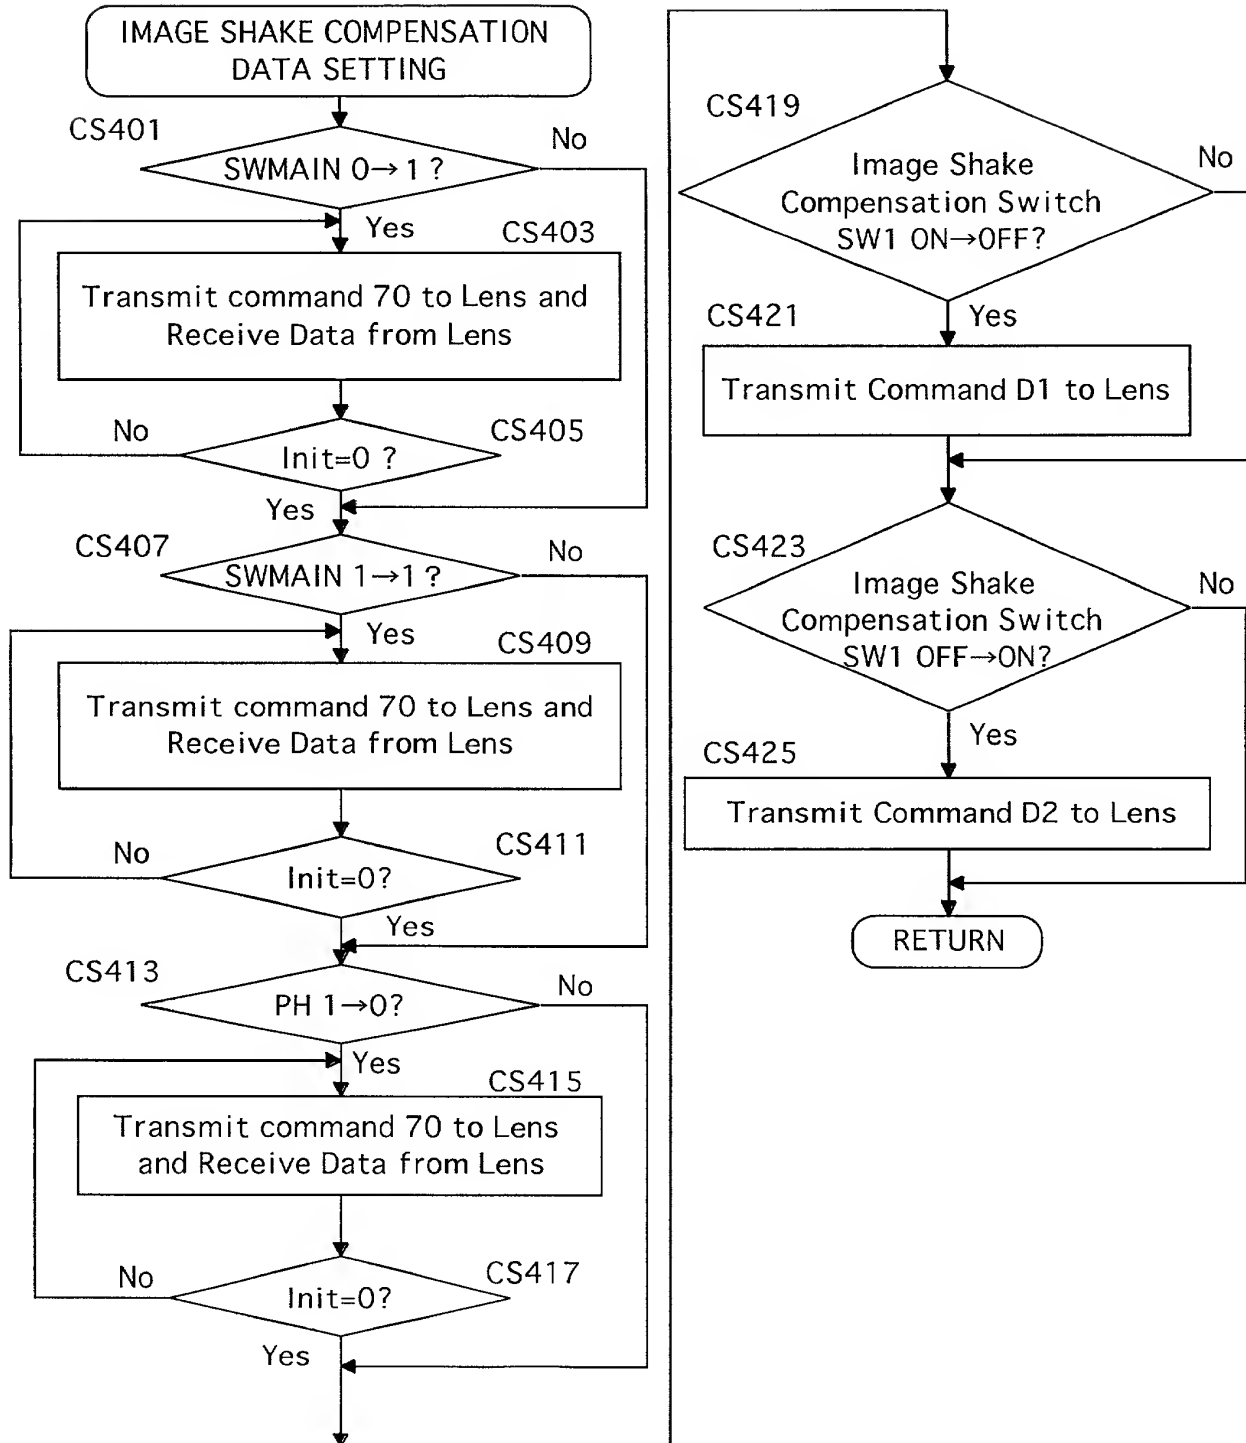 IMAGE SHAKE COMPENSATION
DATA SETTING
CS401
SWMAIN 0→1 ?
No
Yes
CS403
Transmit command 70 to Lens and
Receive Data from Lens
CS405
No
Init=0 ?
Yes
CS407
SWMAIN 1→1 ?
No
Yes
CS409
Transmit command 70 to Lens and
Receive Data from Lens
CS411
No
Init=0?
Yes
CS413
PH 1→0?
No
Yes
CS415
Transmit command 70 to Lens
and Receive Data from Lens
CS417
No
Init=0?
Yes
CS419
Image Shake
Compensation Switch
SW1 ON→OFF?
No
Yes
CS421
Transmit Command D1 to Lens
CS423
Image Shake
Compensation Switch
SW1 OFF→ON?
No
Yes
CS425
Transmit Command D2 to Lens
RETURN